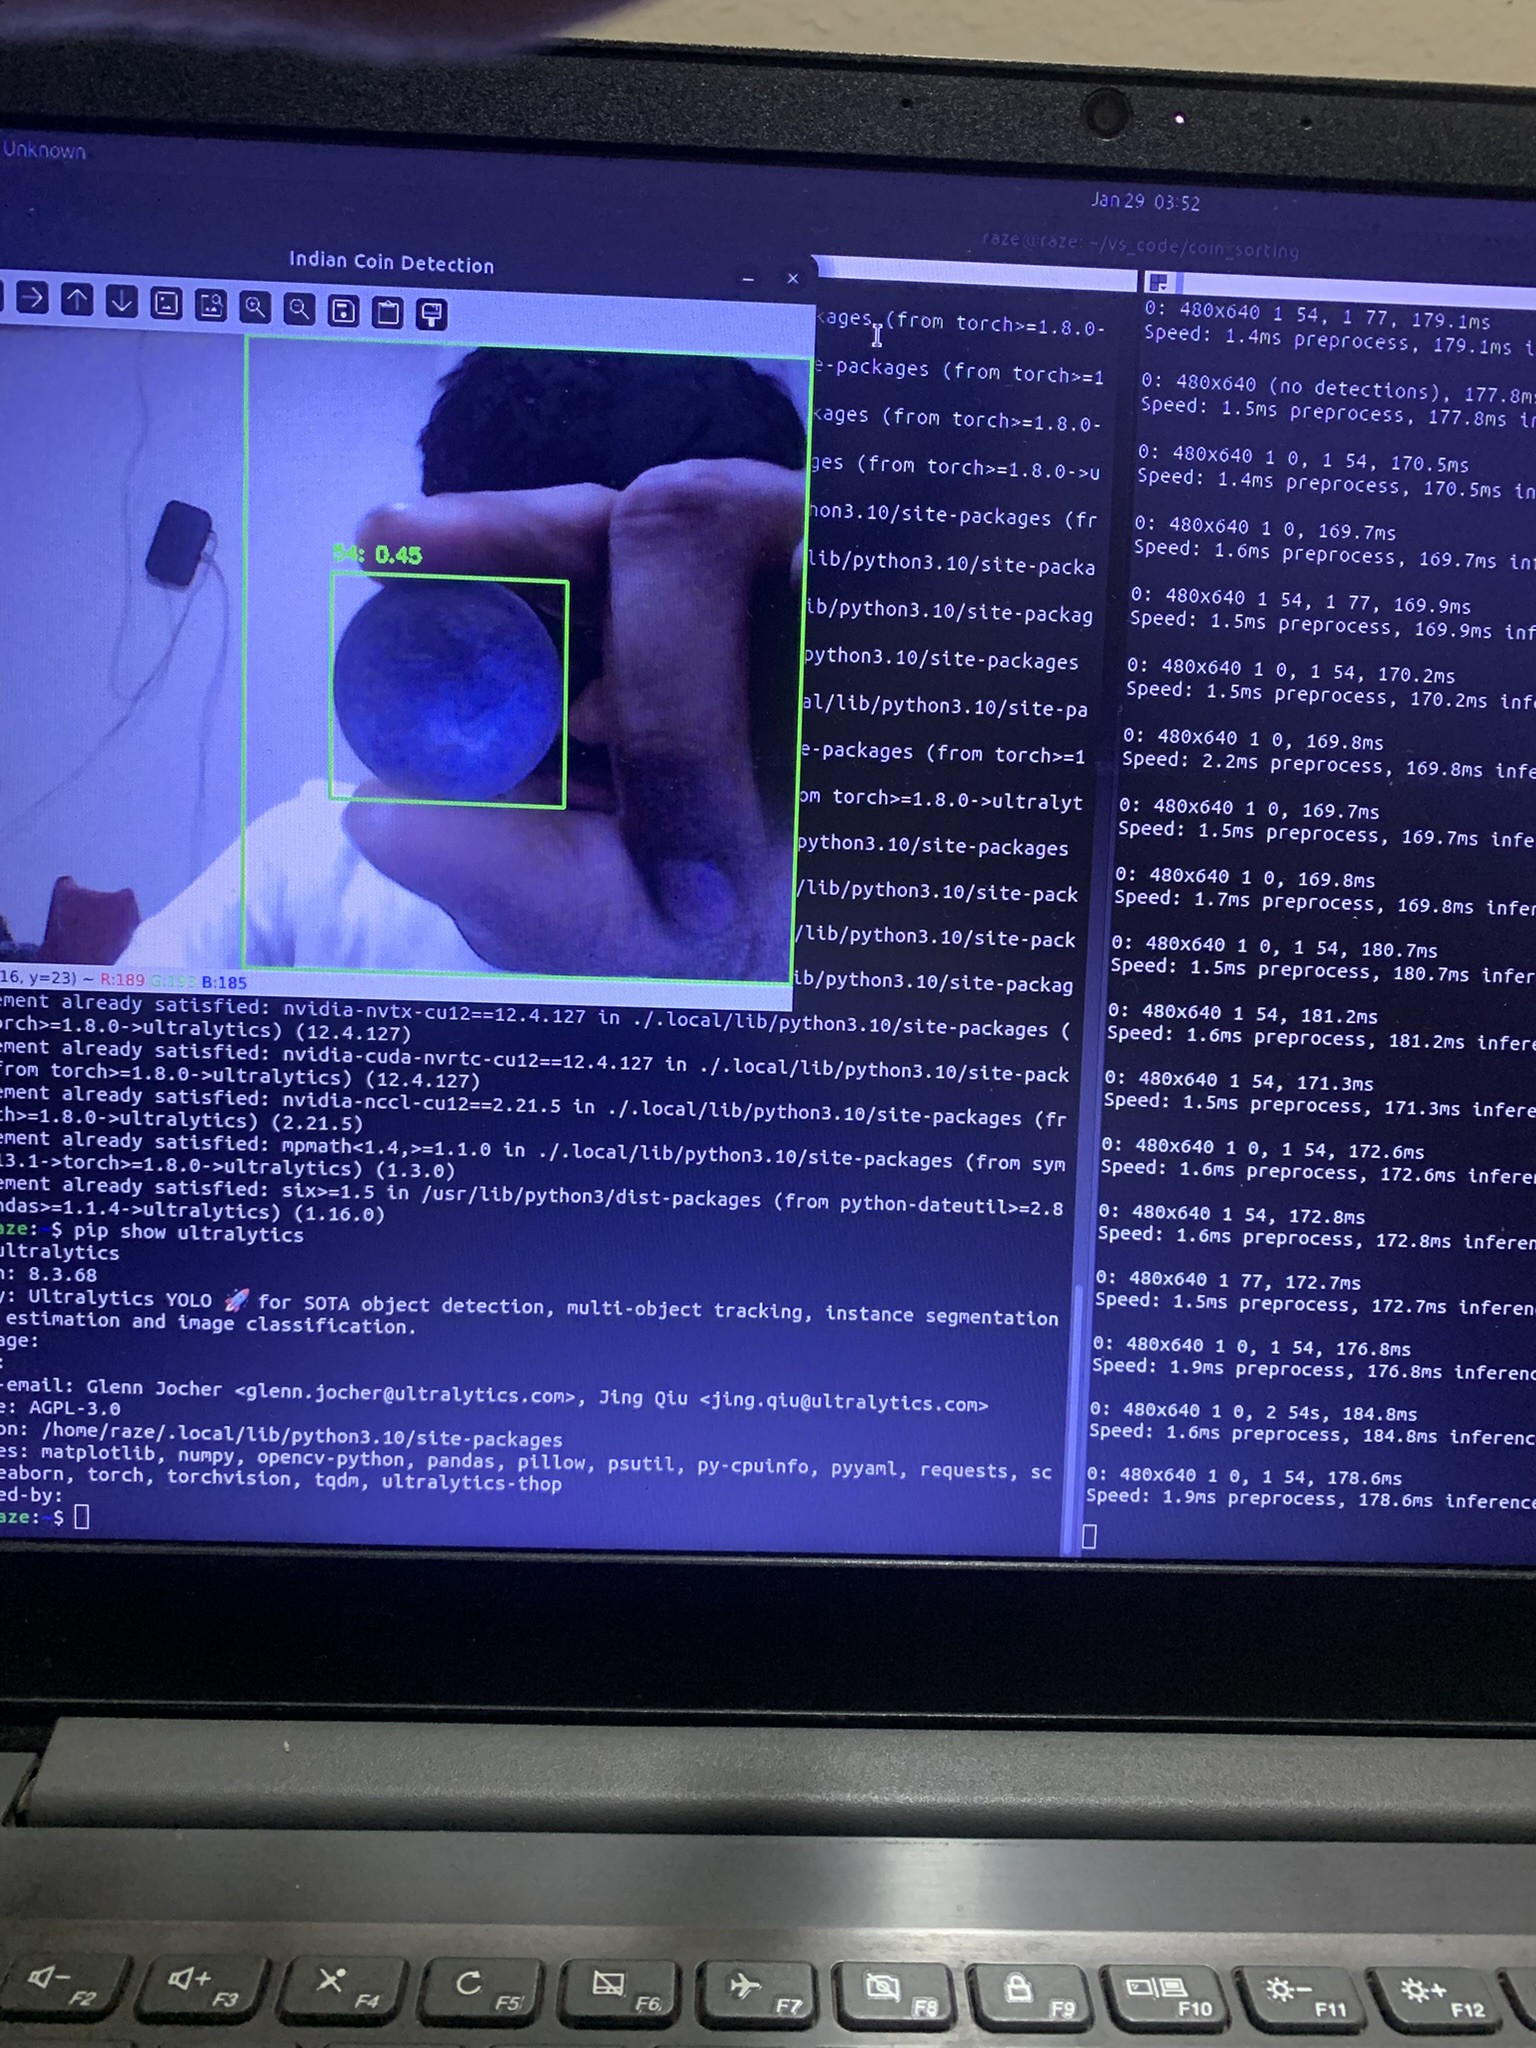 Unknown
Jan 29 03:52
raze@raze: ~/vs_code/coin_sorting
Indian Coin Detection
54: 0.45
16, y=23) ~ R:189 G:193 B:185
kages (from torch>=1.8.0-
e-packages (from torch>=1
kages (from torch>=1.8.0-
ges (from torch>=1.8.0->u
hon3.10/site-packages (fr
lib/python3.10/site-packa
ib/python3.10/site-packag
python3.10/site-packages
al/lib/python3.10/site-pa
e-packages (from torch>=1
om torch>=1.8.0->ultralyt
python3.10/site-packages
/lib/python3.10/site-pack
/lib/python3.10/site-pack
ib/python3.10/site-packag
ement already satisfied: nvidia-nvtx-cu12==12.4.127 in ./.local/lib/python3.10/site-packages (
orch>=1.8.0->ultralytics) (12.4.127)
ement already satisfied: nvidia-cuda-nvrtc-cu12==12.4.127 in ./.local/lib/python3.10/site-pack
from torch>=1.8.0->ultralytics) (12.4.127)
ement already satisfied: nvidia-nccl-cu12==2.21.5 in ./.local/lib/python3.10/site-packages (fr
ch>=1.8.0->ultralytics) (2.21.5)
ement already satisfied: mpmath<1.4,>=1.1.0 in ./.local/lib/python3.10/site-packages (from sym
13.1->torch>=1.8.0->ultralytics) (1.3.0)
ement already satisfied: six>=1.5 in /usr/lib/python3/dist-packages (from python-dateutil>=2.8
ndas>=1.1.4->ultralytics) (1.16.0)
aze:~$ pip show ultralytics
ultralytics
n: 8.3.68
y: Ultralytics YOLO 🚀 for SOTA object detection, multi-object tracking, instance segmentation
estimation and image classification.
age:
:
-email: Glenn Jocher <glenn.jocher@ultralytics.com>, Jing Qiu <jing.qiu@ultralytics.com>
e: AGPL-3.0
on: /home/raze/.local/lib/python3.10/site-packages
es: matplotlib, numpy, opencv-python, pandas, pillow, psutil, py-cpuinfo, pyyaml, requests, sc
eaborn, torch, torchvision, tqdm, ultralytics-thop
ed-by:
aze:~$
0: 480x640 1 54, 1 77, 179.1ms
Speed: 1.4ms preprocess, 179.1ms i
0: 480x640 (no detections), 177.8ms
Speed: 1.5ms preprocess, 177.8ms in
0: 480x640 1 0, 1 54, 170.5ms
Speed: 1.4ms preprocess, 170.5ms in
0: 480x640 1 0, 169.7ms
Speed: 1.6ms preprocess, 169.7ms inf
0: 480x640 1 54, 1 77, 169.9ms
Speed: 1.5ms preprocess, 169.9ms inf
0: 480x640 1 0, 1 54, 170.2ms
Speed: 1.5ms preprocess, 170.2ms inf
0: 480x640 1 0, 169.8ms
Speed: 2.2ms preprocess, 169.8ms infe
0: 480x640 1 0, 169.7ms
Speed: 1.5ms preprocess, 169.7ms infe
0: 480x640 1 0, 169.8ms
Speed: 1.7ms preprocess, 169.8ms infer
0: 480x640 1 0, 1 54, 180.7ms
Speed: 1.5ms preprocess, 180.7ms infer
0: 480x640 1 54, 181.2ms
Speed: 1.6ms preprocess, 181.2ms infere
0: 480x640 1 54, 171.3ms
Speed: 1.5ms preprocess, 171.3ms infere
0: 480x640 1 0, 1 54, 172.6ms
Speed: 1.6ms preprocess, 172.6ms infere
0: 480x640 1 54, 172.8ms
Speed: 1.6ms preprocess, 172.8ms inferen
0: 480x640 1 77, 172.7ms
Speed: 1.5ms preprocess, 172.7ms inferen
0: 480x640 1 0, 1 54, 176.8ms
Speed: 1.9ms preprocess, 176.8ms inferenc
0: 480x640 1 0, 2 54s, 184.8ms
Speed: 1.6ms preprocess, 184.8ms inferenc
0: 480x640 1 0, 1 54, 178.6ms
Speed: 1.9ms preprocess, 178.6ms inference
F2 F3 F4 F5 F6 F7 F8 F9 F10 F11 F12